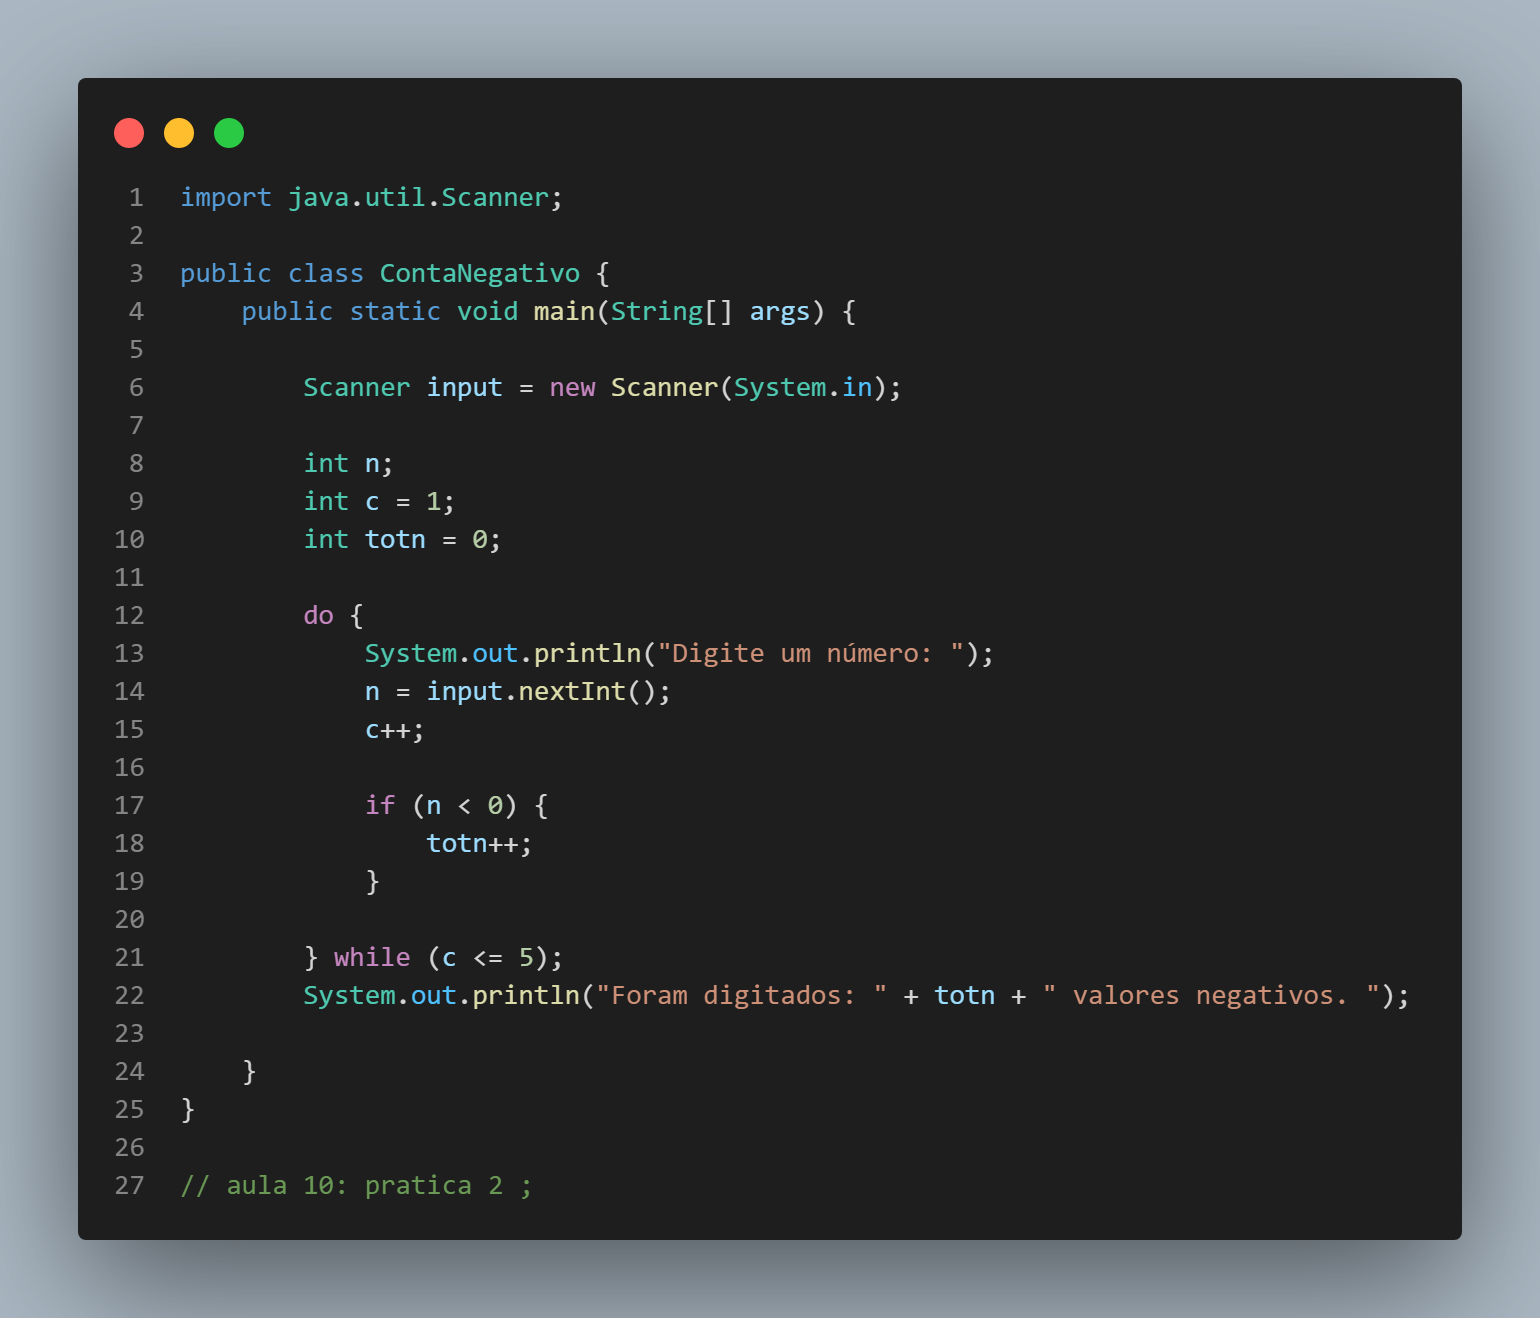 1 import java.util.Scanner;
2
3 public class ContaNegativo {
4     public static void main(String[] args) {
5
6         Scanner input = new Scanner(System.in);
7
8         int n;
9         int c = 1;
10         int totn = 0;
11
12         do {
13             System.out.println("Digite um número: ");
14             n = input.nextInt();
15             c++;
16
17             if (n < 0) {
18                 totn++;
19             }
20
21         } while (c <= 5);
22         System.out.println("Foram digitados: " + totn + " valores negativos. ");
23
24     }
25 }
26
27 // aula 10: pratica 2 ;